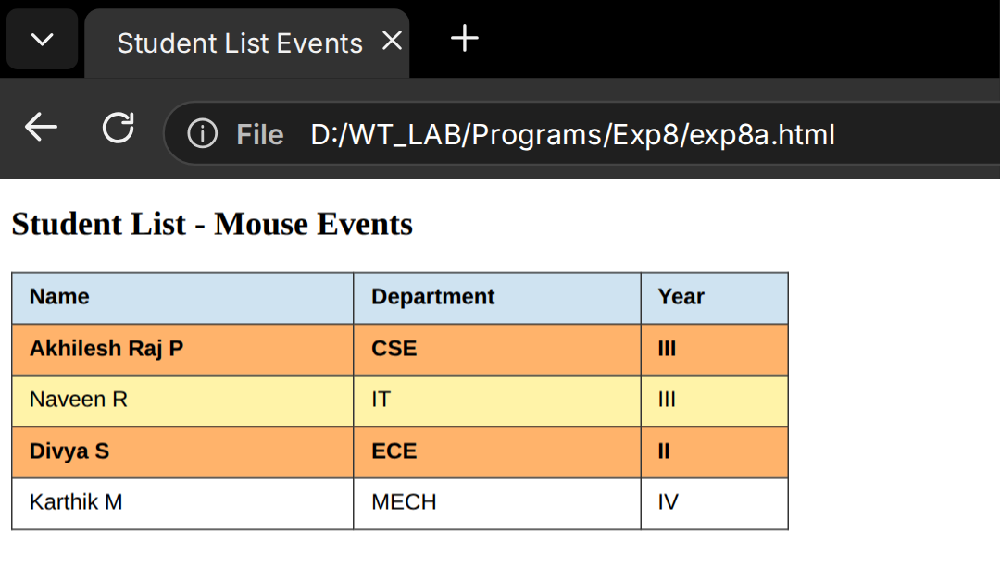 Student List Events
File D:/WT_LAB/Programs/Exp8/exp8a.html
Student List - Mouse Events
Name Department Year
Akhilesh Raj P CSE III
Naveen R IT III
Divya S ECE II
Karthik M MECH IV